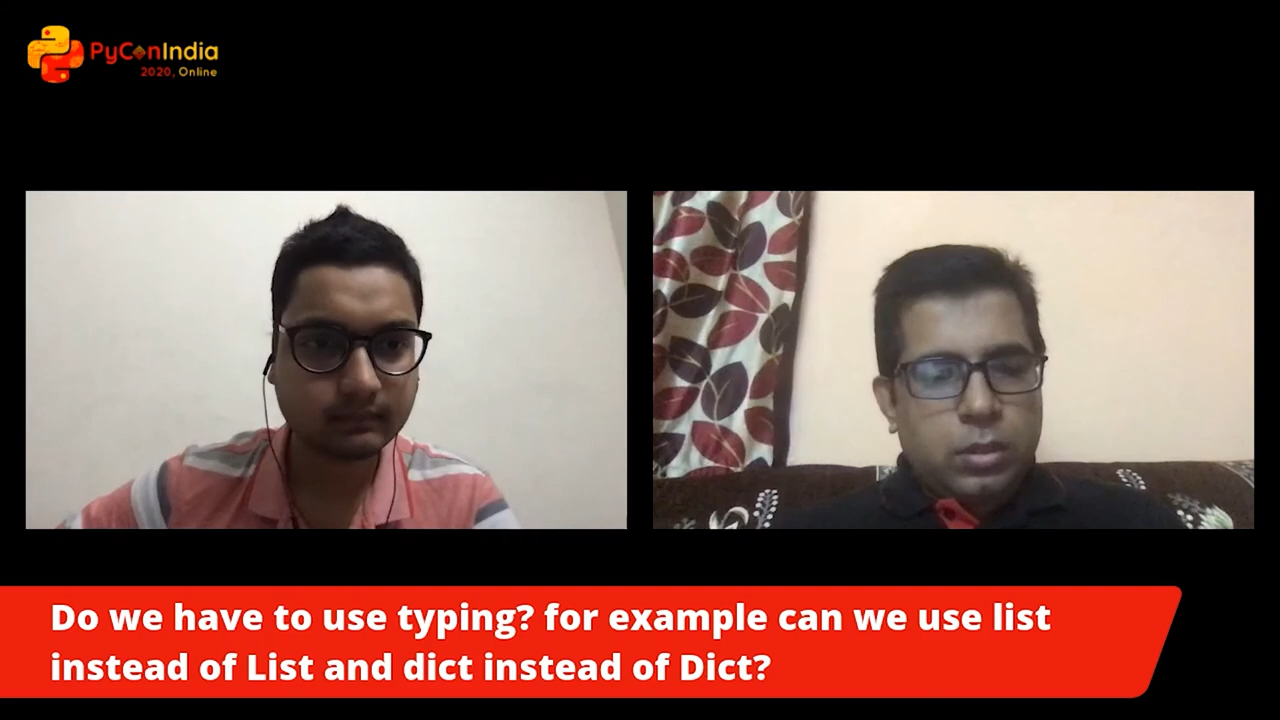 PyConIndia
2020, Online
Do we have to use typing? for example can we use list
instead of List and dict instead of Dict?